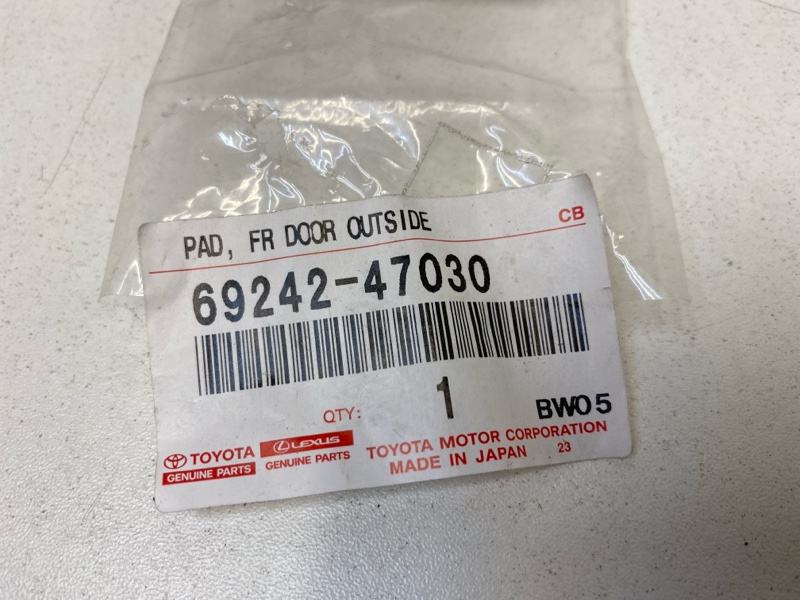 CB
PAD, FR DOOR OUTSIDE
69242-47030
QTY: 1
BW05
TOYOTA
GENUINE PARTS
LEXUS
GENUINE PARTS
TOYOTA MOTOR CORPORATION
MADE IN JAPAN 23